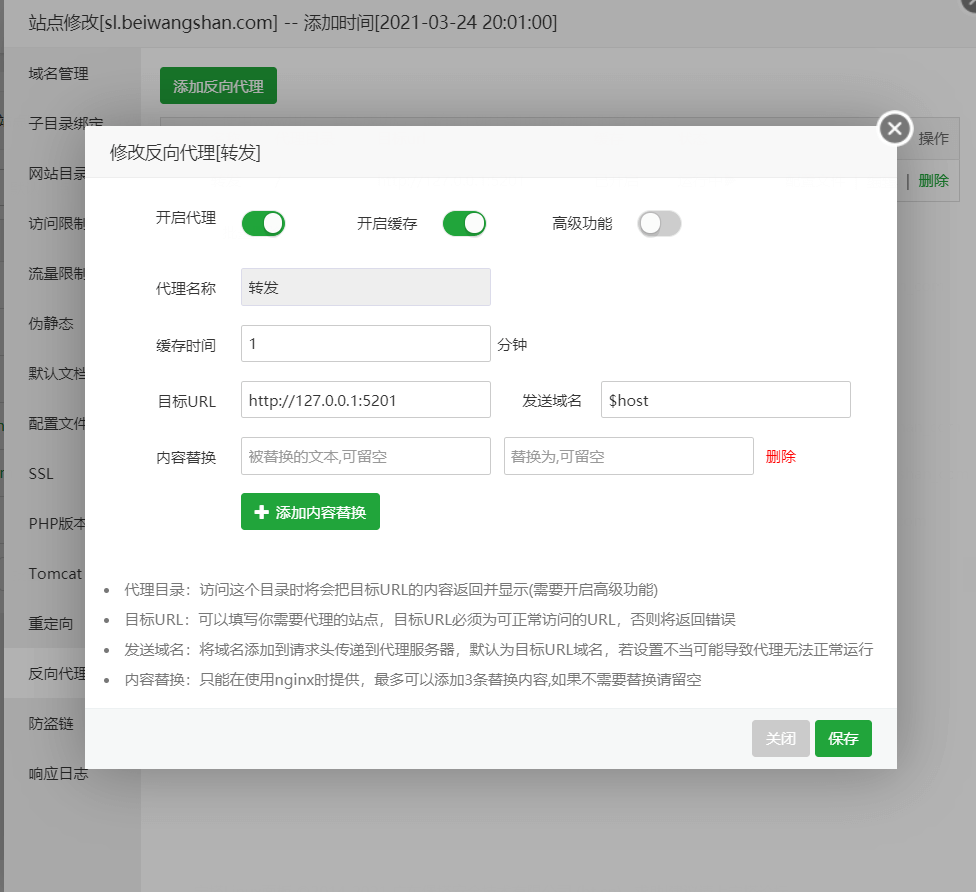 站点修改[sl.beiwangshan.com] -- 添加时间[2021-03-24 20:01:00]
域名管理
添加反向代理
子目录绑定
操作
网站目录
| 删除
访问限制
流量限制
伪静态
默认文档
配置文件
SSL
PHP版本
Tomcat
重定向
反向代理
防盗链
响应日志
修改反向代理[转发]
开启代理 开启缓存 高级功能
代理名称 转发
缓存时间 1 分钟
目标URL http://127.0.0.1:5201 发送域名 $host
内容替换 被替换的文本,可留空 替换为,可留空 删除
添加内容替换
• 代理目录：访问这个目录时将会把目标URL的内容返回并显示(需要开启高级功能)
• 目标URL：可以填写你需要代理的站点，目标URL必须为可正常访问的URL，否则将返回错误
• 发送域名：将域名添加到请求头传递到代理服务器，默认为目标URL域名，若设置不当可能导致代理无法正常运行
• 内容替换：只能在使用nginx时提供，最多可以添加3条替换内容,如果不需要替换请留空
关闭 保存